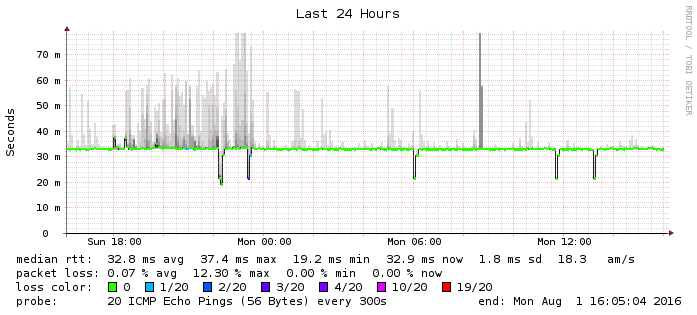 Last 24 Hours
RRDTOOL / TOBI OETIKER
Seconds
70 m
60 m
50 m
40 m
30 m
20 m
10 m
0
Sun 18:00 Mon 00:00 Mon 06:00 Mon 12:00
median rtt: 32.8 ms avg 37.4 ms max 19.2 ms min 32.9 ms now 1.8 ms sd 18.3 am/s
packet loss: 0.07 % avg 12.30 % max 0.00 % min 0.00 % now
loss color: 0 1/20 2/20 3/20 4/20 10/20 19/20
probe: 20 ICMP Echo Pings (56 Bytes) every 300s end: Mon Aug 1 16:05:04 2016